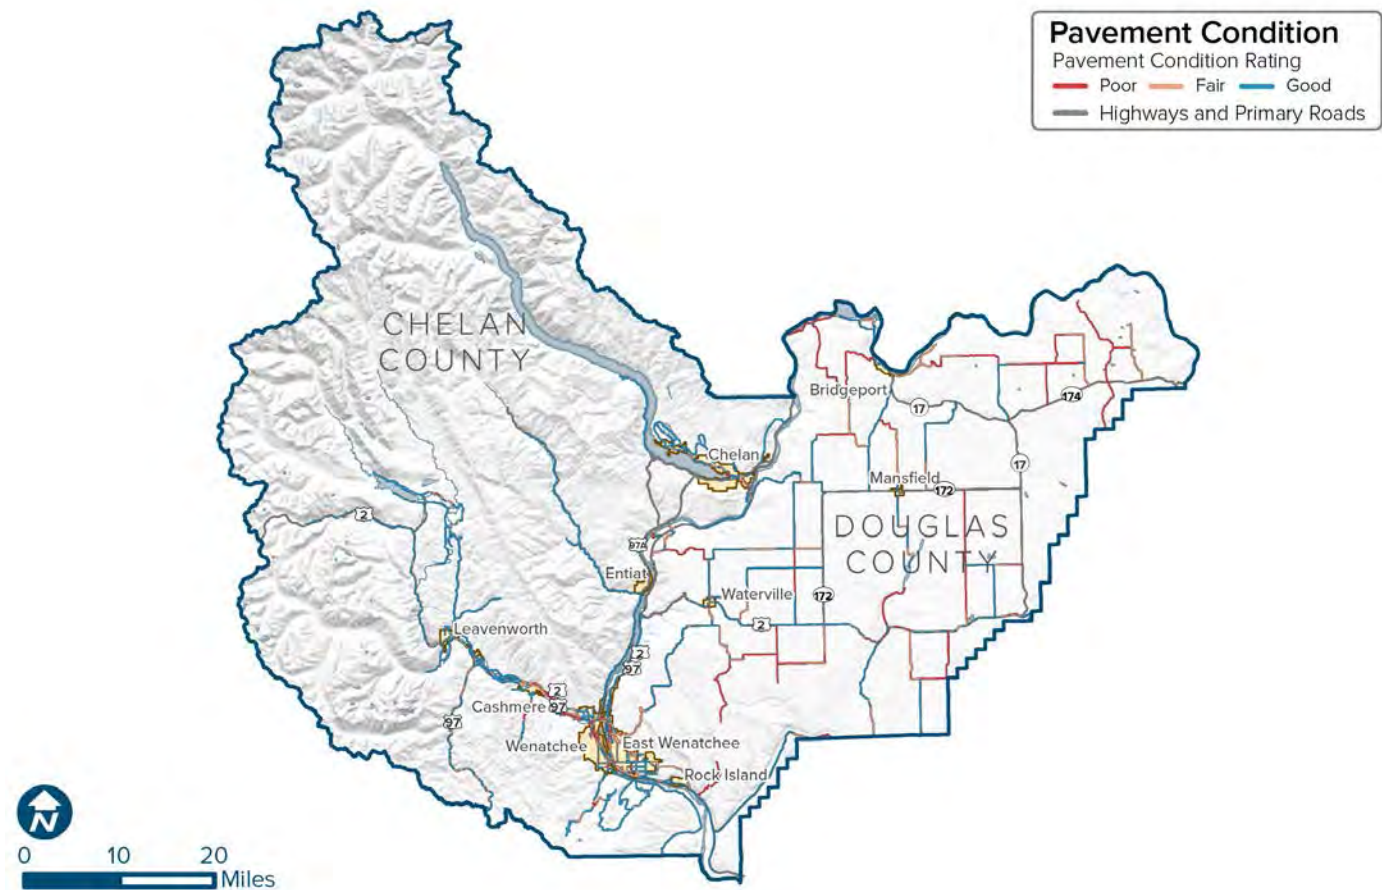 Pavement Condition
Pavement Condition Rating
Poor Fair Good
Highways and Primary Roads
CHELAN
COUNTY
Bridgeport
174
17
Chelan
17
Mansfield
172
2
DOUGLAS
COUNTY
97A
Entiat
Waterville
172
2
Leavenworth
2
97
2
Cashmere
97
97
Wenatchee
East Wenatchee
Rock Island
N
0 10 20
Miles